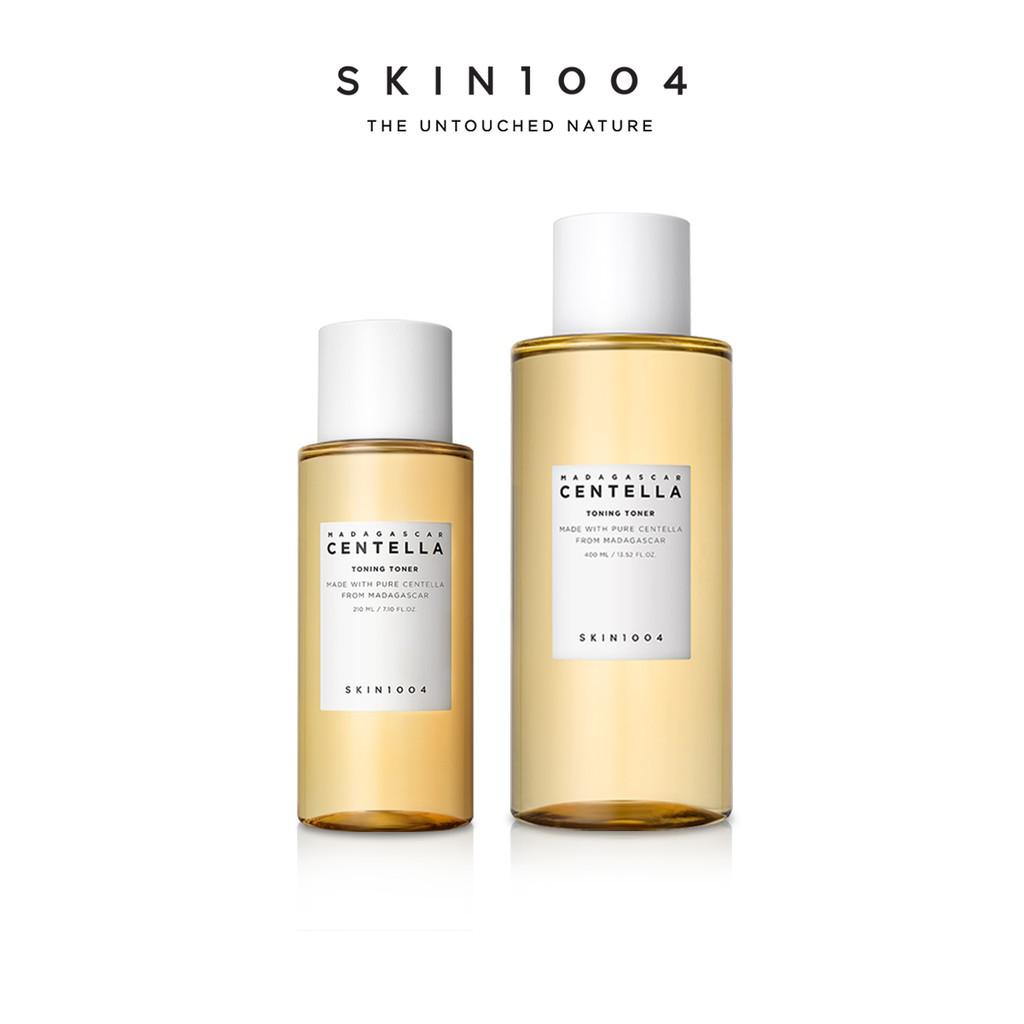 SKIN1004
THE UNTOUCHED NATURE
MADAGASCAR
CENTELLA
TONING TONER
MADE WITH PURE CENTELLA
FROM MADAGASCAR
210 ML / 7.10 FL.OZ.
SKIN1004
MADAGASCAR
CENTELLA
TONING TONER
MADE WITH PURE CENTELLA
FROM MADAGASCAR
400 ML / 13.52 FL.OZ.
SKIN1004